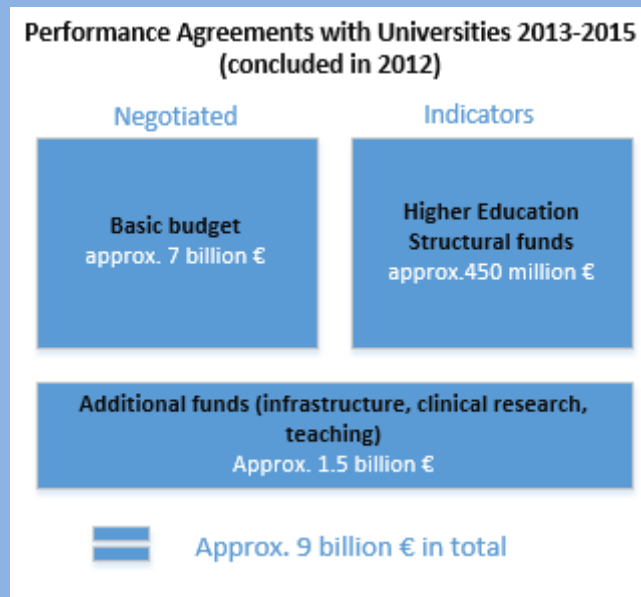 Performance Agreements with Universities 2013-2015
(concluded in 2012)
Negotiated
Indicators
Basic budget
approx. 7 billion €
Higher Education
Structural funds
approx.450 million €
Additional funds (infrastructure, clinical research,
teaching)
Approx. 1.5 billion €
Approx. 9 billion € in total